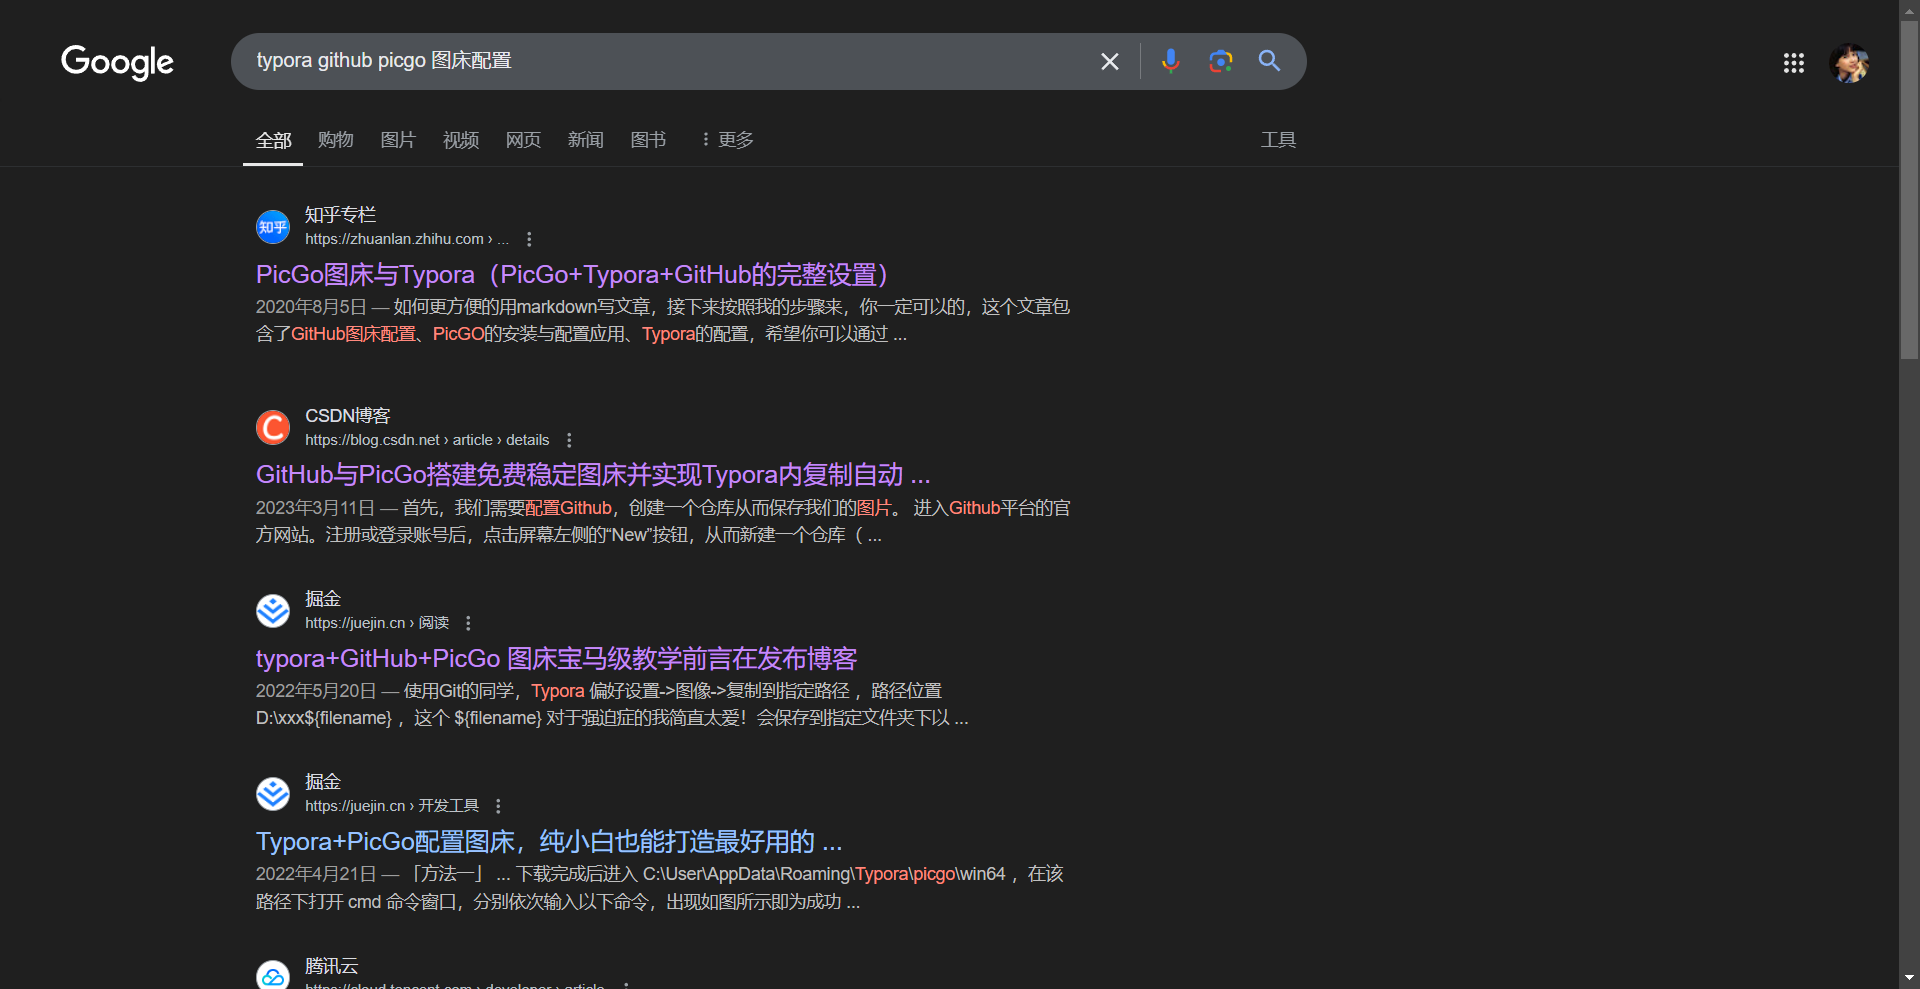 Google
typora github picgo 图床配置
全部 购物 图片 视频 网页 新闻 图书 更多 工具
知乎
知乎专栏
https://zhuanlan.zhihu.com › ...
PicGo图床与Typora（PicGo+Typora+GitHub的完整设置）
2020年8月5日 — 如何更方便的用markdown写文章，接下来按照我的步骤来，你一定可以的，这个文章包
含了GitHub图床配置、PicGO的安装与配置应用、Typora的配置，希望你可以通过 ...
CSDN博客
https://blog.csdn.net › article › details
GitHub与PicGo搭建免费稳定图床并实现Typora内复制自动 ...
2023年3月11日 — 首先，我们需要配置Github，创建一个仓库从而保存我们的图片。 进入Github平台的官
方网站。注册或登录账号后，点击屏幕左侧的“New”按钮，从而新建一个仓库（ ...
掘金
https://juejin.cn › 阅读
typora+GitHub+PicGo 图床宝马级教学前言在发布博客
2022年5月20日 — 使用Git的同学，Typora 偏好设置->图像->复制到指定路径 ，路径位置
D:\xxx${filename} ，这个 ${filename} 对于强迫症的我简直太爱！会保存到指定文件夹下以 ...
掘金
https://juejin.cn › 开发工具
Typora+PicGo配置图床，纯小白也能打造最好用的 ...
2022年4月21日 — 「方法一」 ... 下载完成后进入 C:\User\AppData\Roaming\Typora\picgo\win64 ，在该
路径下打开 cmd 命令窗口，分别依次输入以下命令，出现如图所示即为成功 ...
腾讯云
https://cloud.tencent.com › developer › article